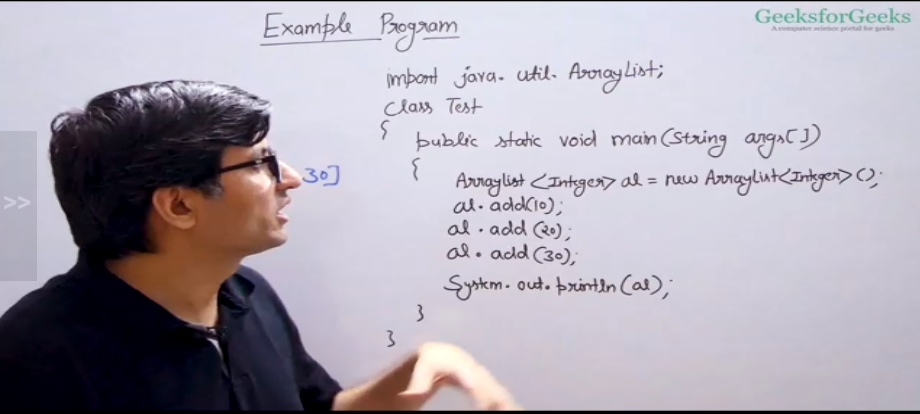 GeeksforGeeks
A computer science portal for geeks
Example Program
import java.util.ArrayList;
class Test
{
public static void main(String args[])
{
30]
>>
Arraylist <Integer> al = new Arraylist<Integer>();
al.add(10);
al.add(20);
al.add(30);
System.out.println(al);
}
}